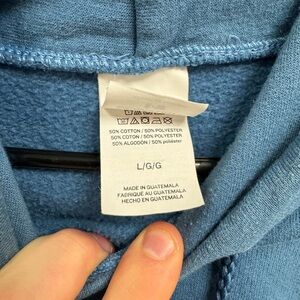 50% COTTON / 50% POLYESTER
50% COTON / 50% POLYESTER
50% ALGODÓN / 50% poliéster
L/G/G
MADE IN GUATEMALA
FABRIQUÉ AU GUATEMALA
HECHO EN GUATEMALA